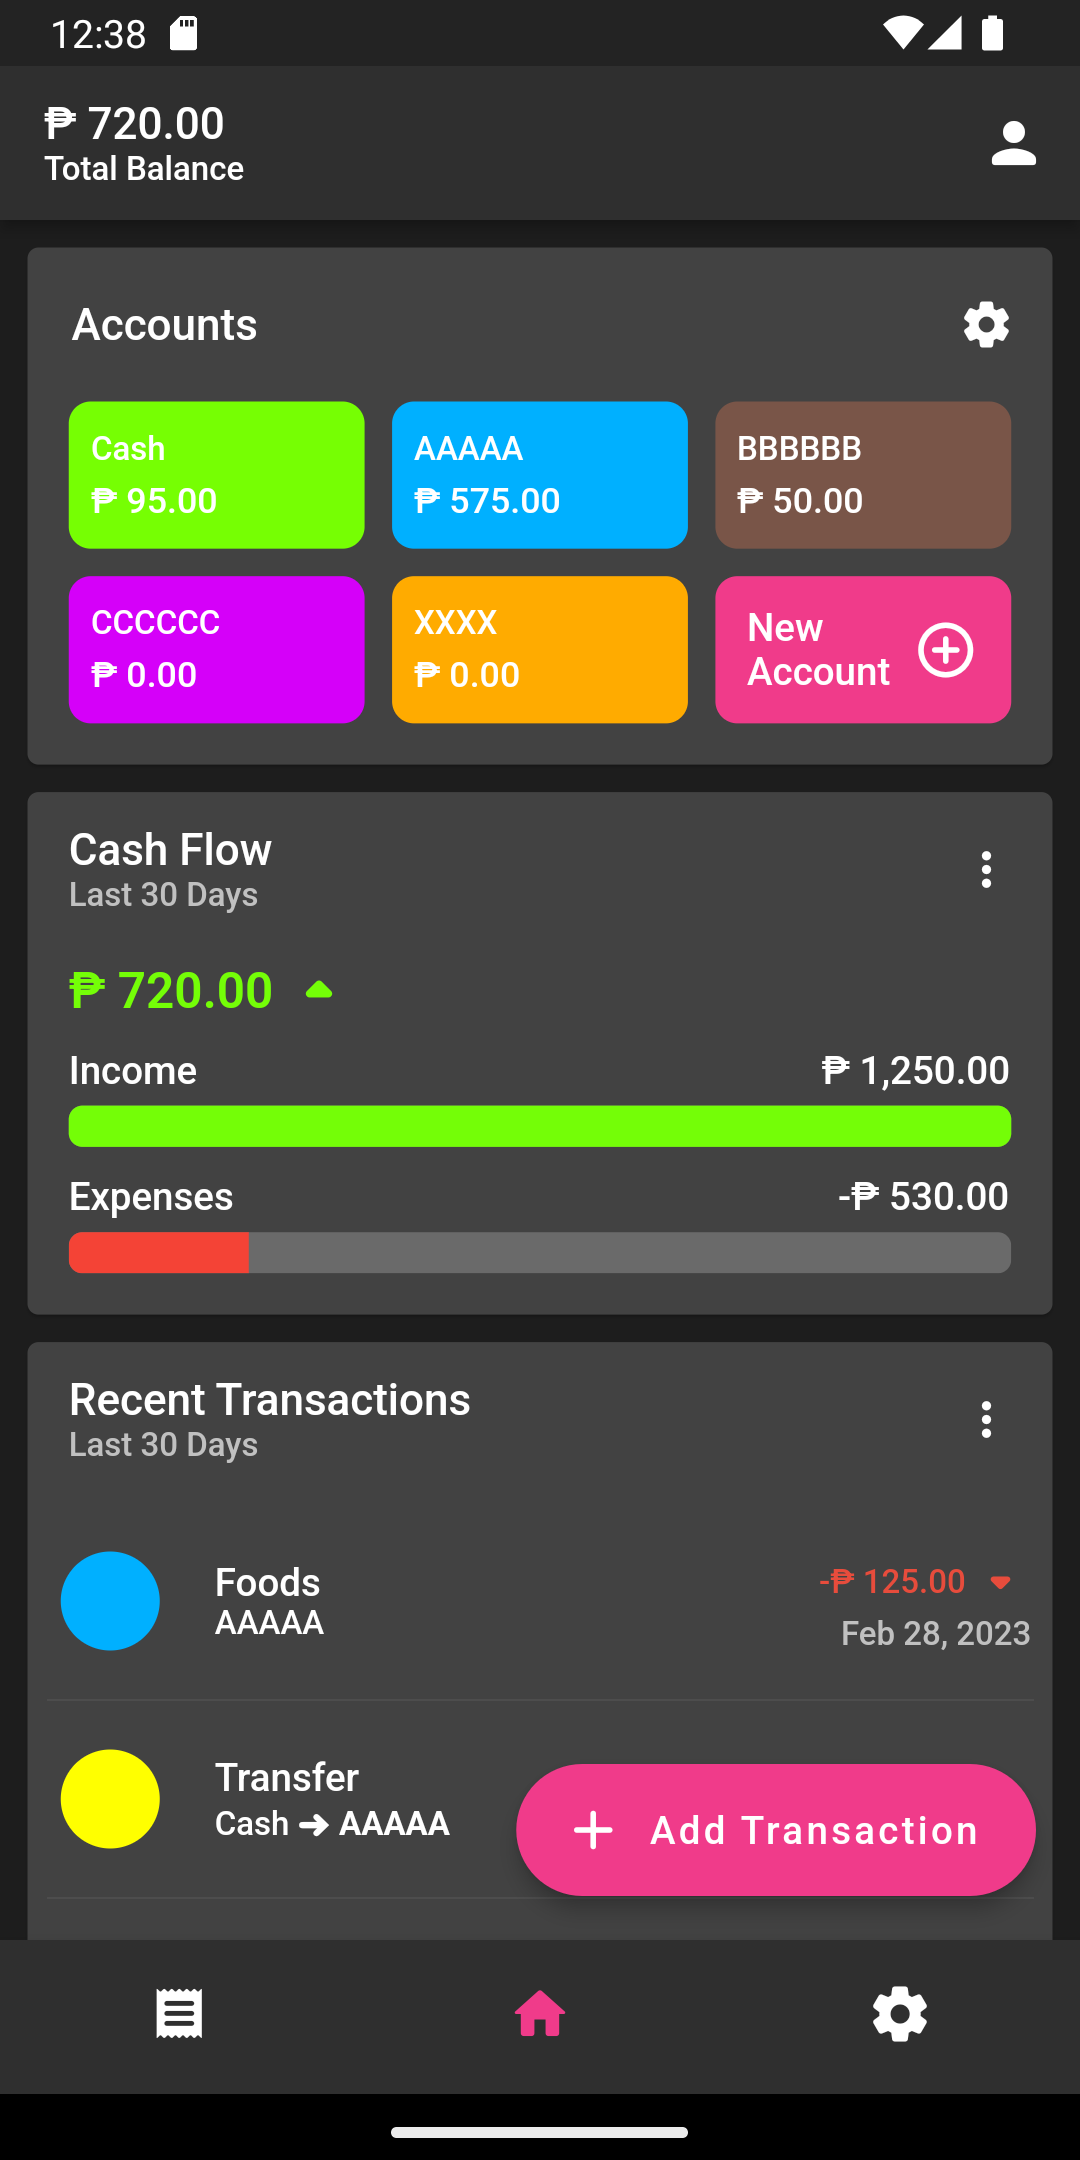 12:38
₱ 720.00
Total Balance
Accounts
Cash
₱ 95.00
AAAAA
₱ 575.00
BBBBBB
₱ 50.00
CCCCCC
₱ 0.00
XXXX
₱ 0.00
New
Account
Cash Flow
Last 30 Days
₱ 720.00
Income ₱ 1,250.00
Expenses -₱ 530.00
Recent Transactions
Last 30 Days
Foods -₱ 125.00
AAAAA Feb 28, 2023
Transfer
Cash ➔ AAAAA
Add Transaction